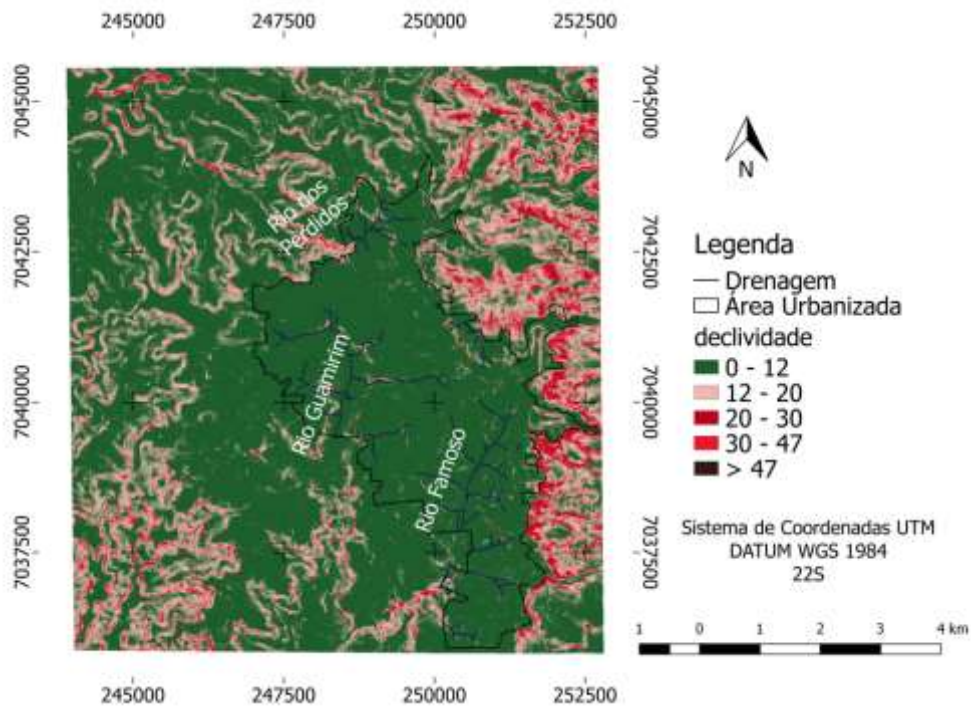 245000 247500 250000 252500
7045000 7045000
7042500 7042500
7040000 7040000
7037500 7037500
Rio dos
Perdidos
Rio Guamirim
Rio Famoso
N
Legenda
Drenagem
Área Urbanizada
declividade
0 - 12
12 - 20
20 - 30
30 - 47
> 47
Sistema de Coordenadas UTM
DATUM WGS 1984
22S
1 0 1 2 3 4 km
245000 247500 250000 252500